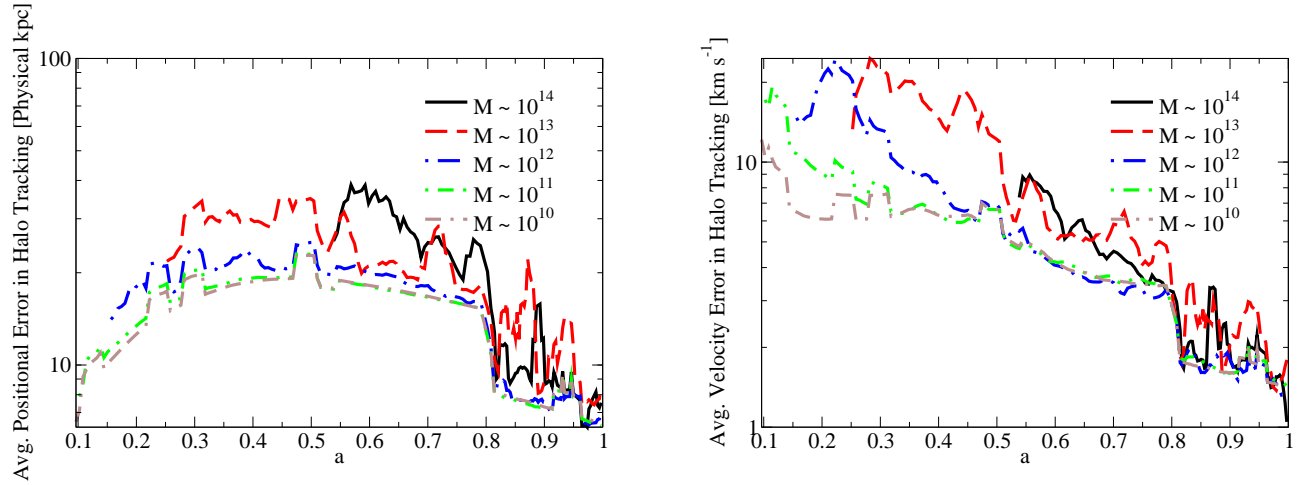 Avg. Positional Error in Halo Tracking [Physical kpc]
100
10
M ~ 10^14
M ~ 10^13
M ~ 10^12
M ~ 10^11
M ~ 10^10
0.1 0.2 0.3 0.4 0.5 0.6 0.7 0.8 0.9 1
a
Avg. Velocity Error in Halo Tracking [km s^-1]
10
1
M ~ 10^14
M ~ 10^13
M ~ 10^12
M ~ 10^11
M ~ 10^10
0.1 0.2 0.3 0.4 0.5 0.6 0.7 0.8 0.9 1
a